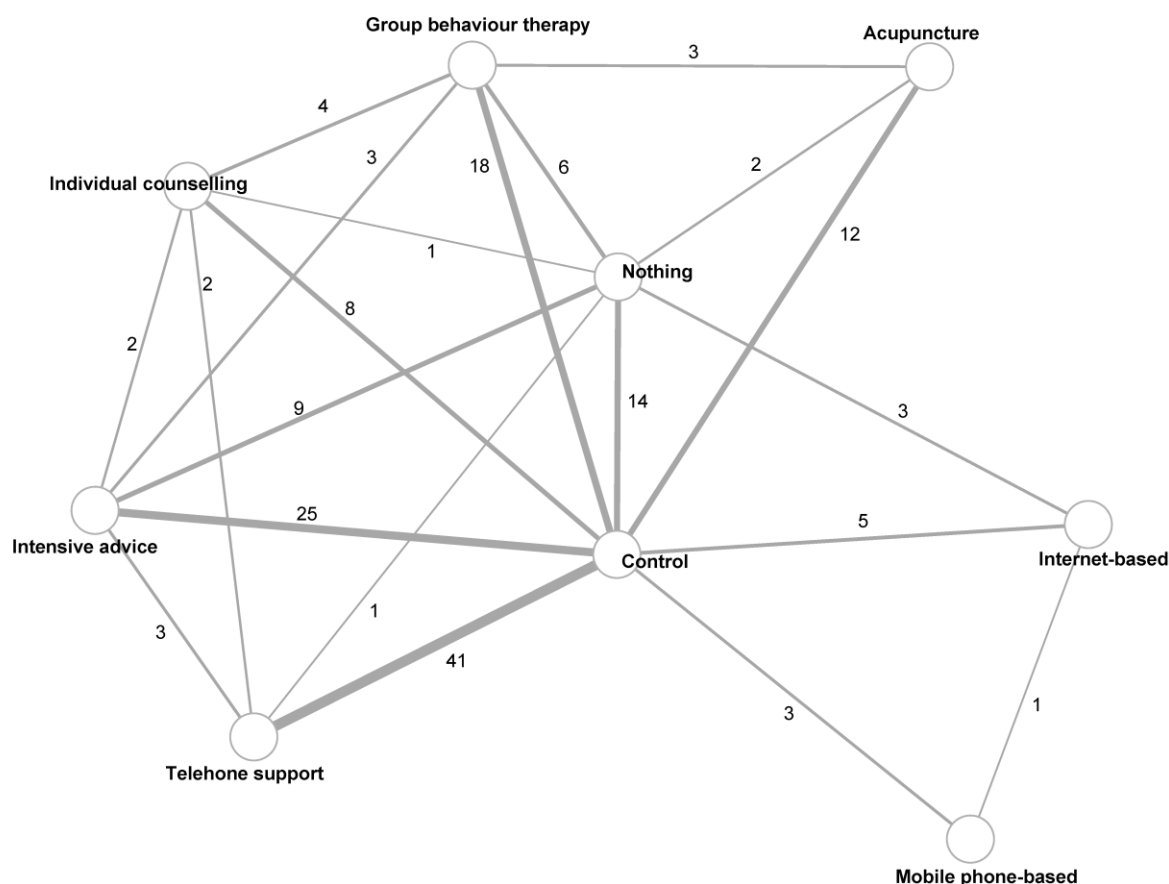 Group behaviour therapy
Acupuncture
3
4
3
18
6
2
Individual counselling
12
1
Nothing
2
8
2
9
14
3
25
5
Intensive advice
Control
Internet-based
1
3
41
3
1
Telehone support
Mobile phone-based